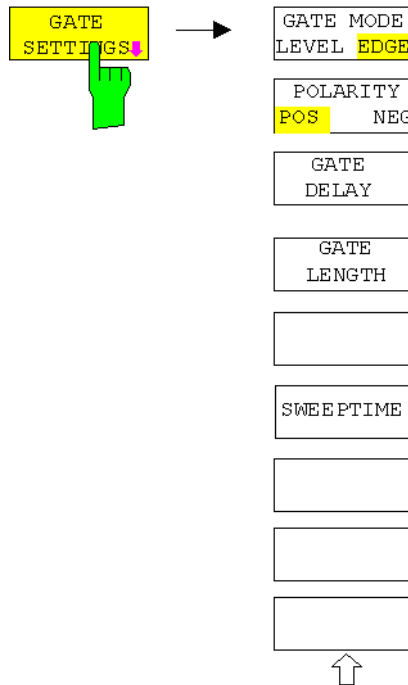 GATE
SETTINGS
GATE MODE
LEVEL EDGE
POLARITY
POS NEG
GATE
DELAY
GATE
LENGTH
SWEEPTIME